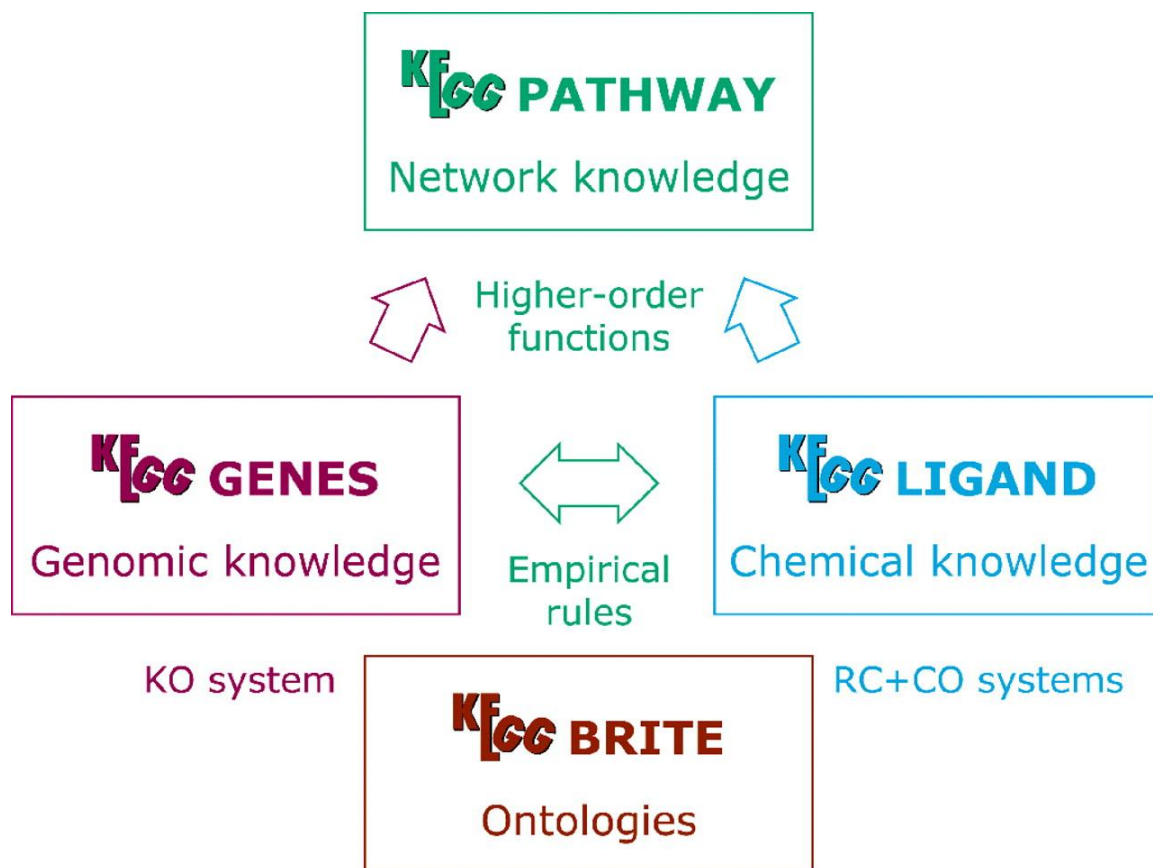 KEGG PATHWAY
Network knowledge
Higher-order
functions
KEGG GENES
Genomic knowledge
KEGG LIGAND
Chemical knowledge
Empirical
rules
KO system
RC+CO systems
KEGG BRITE
Ontologies